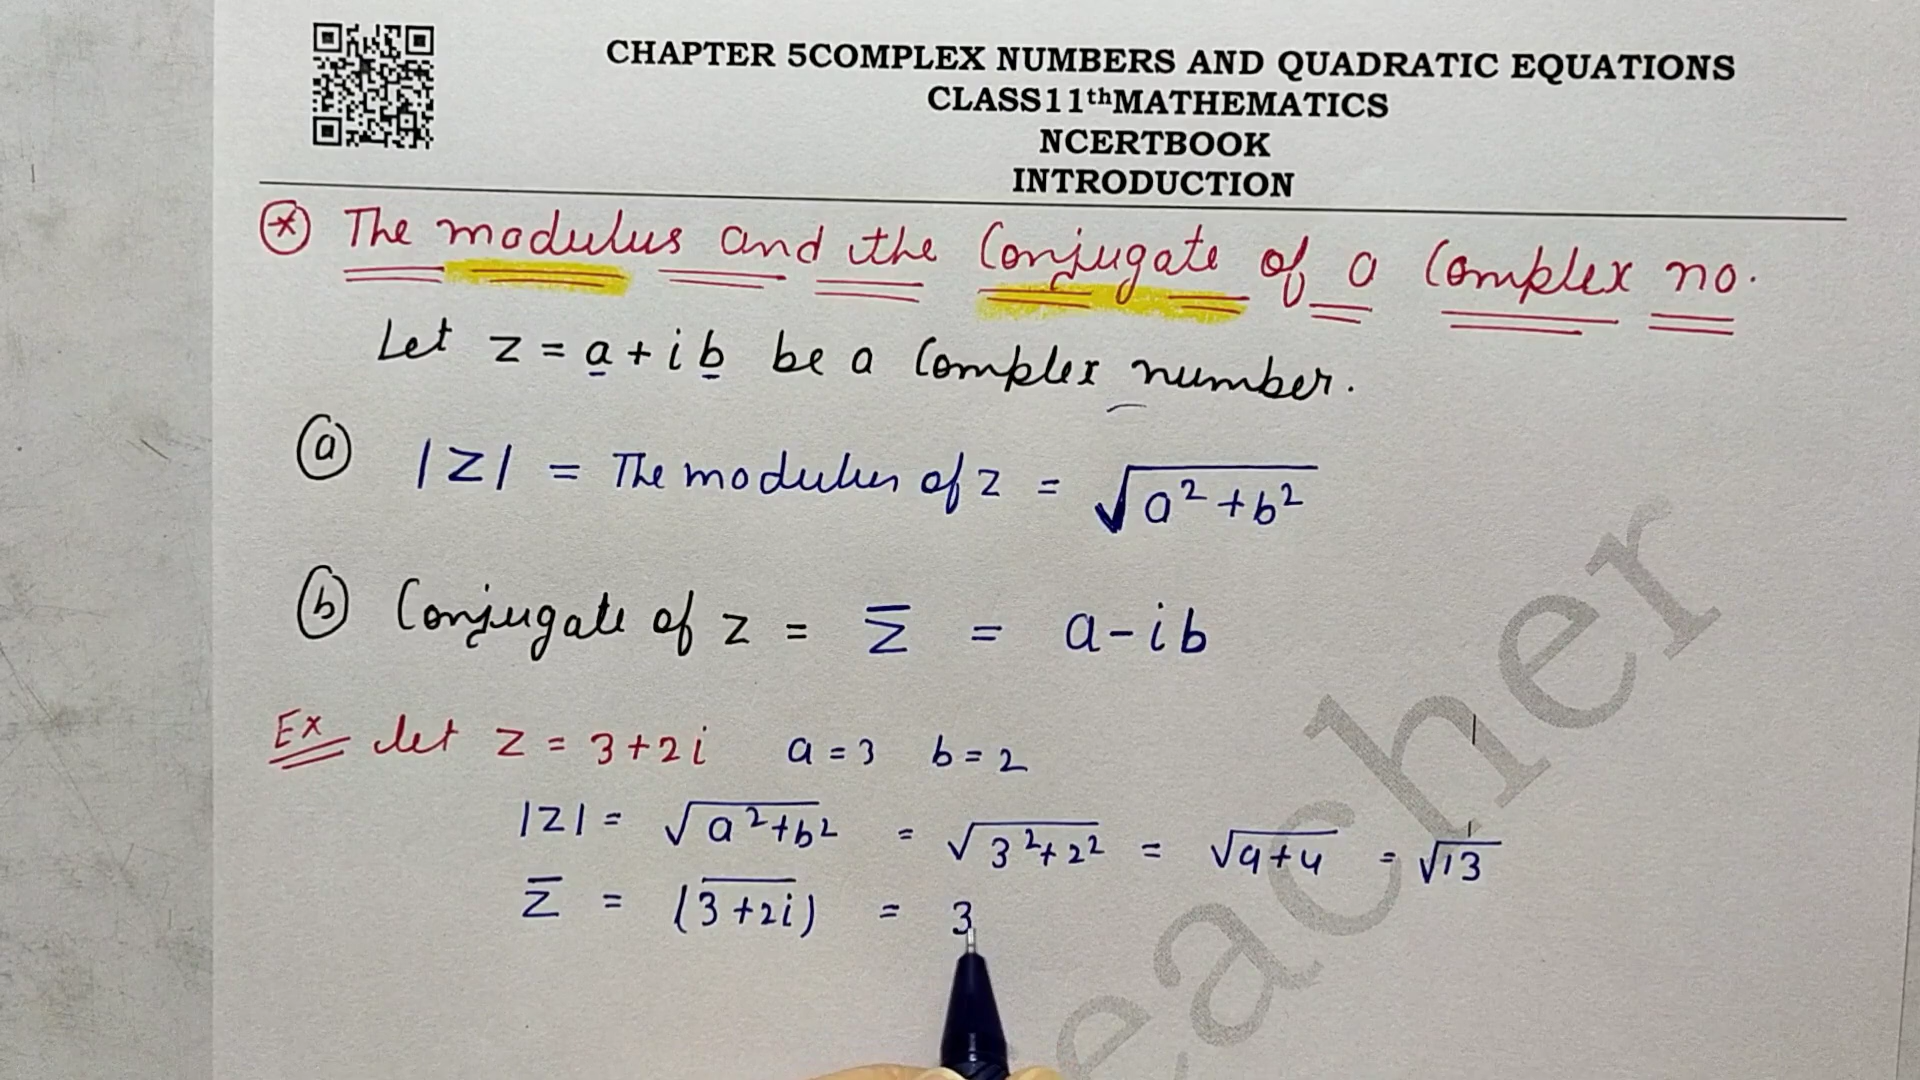 CHAPTER 5COMPLEX NUMBERS AND QUADRATIC EQUATIONS
CLASS11thMATHEMATICS
NCERTBOOK
INTRODUCTION
* The modulus and the Conjugate of a Complex no.
Let z = a + i b be a Complex number.
(a) |z| = The modulus of z = √(a² + b²)
(b) Conjugate of z = z̅ = a - i b
Ex let z = 3 + 2i a = 3 b = 2
|z| = √(a² + b²) = √(3² + 2²) = √(9 + 4) = √13
z̅ = (3 + 2i)̅ = 3
eacher